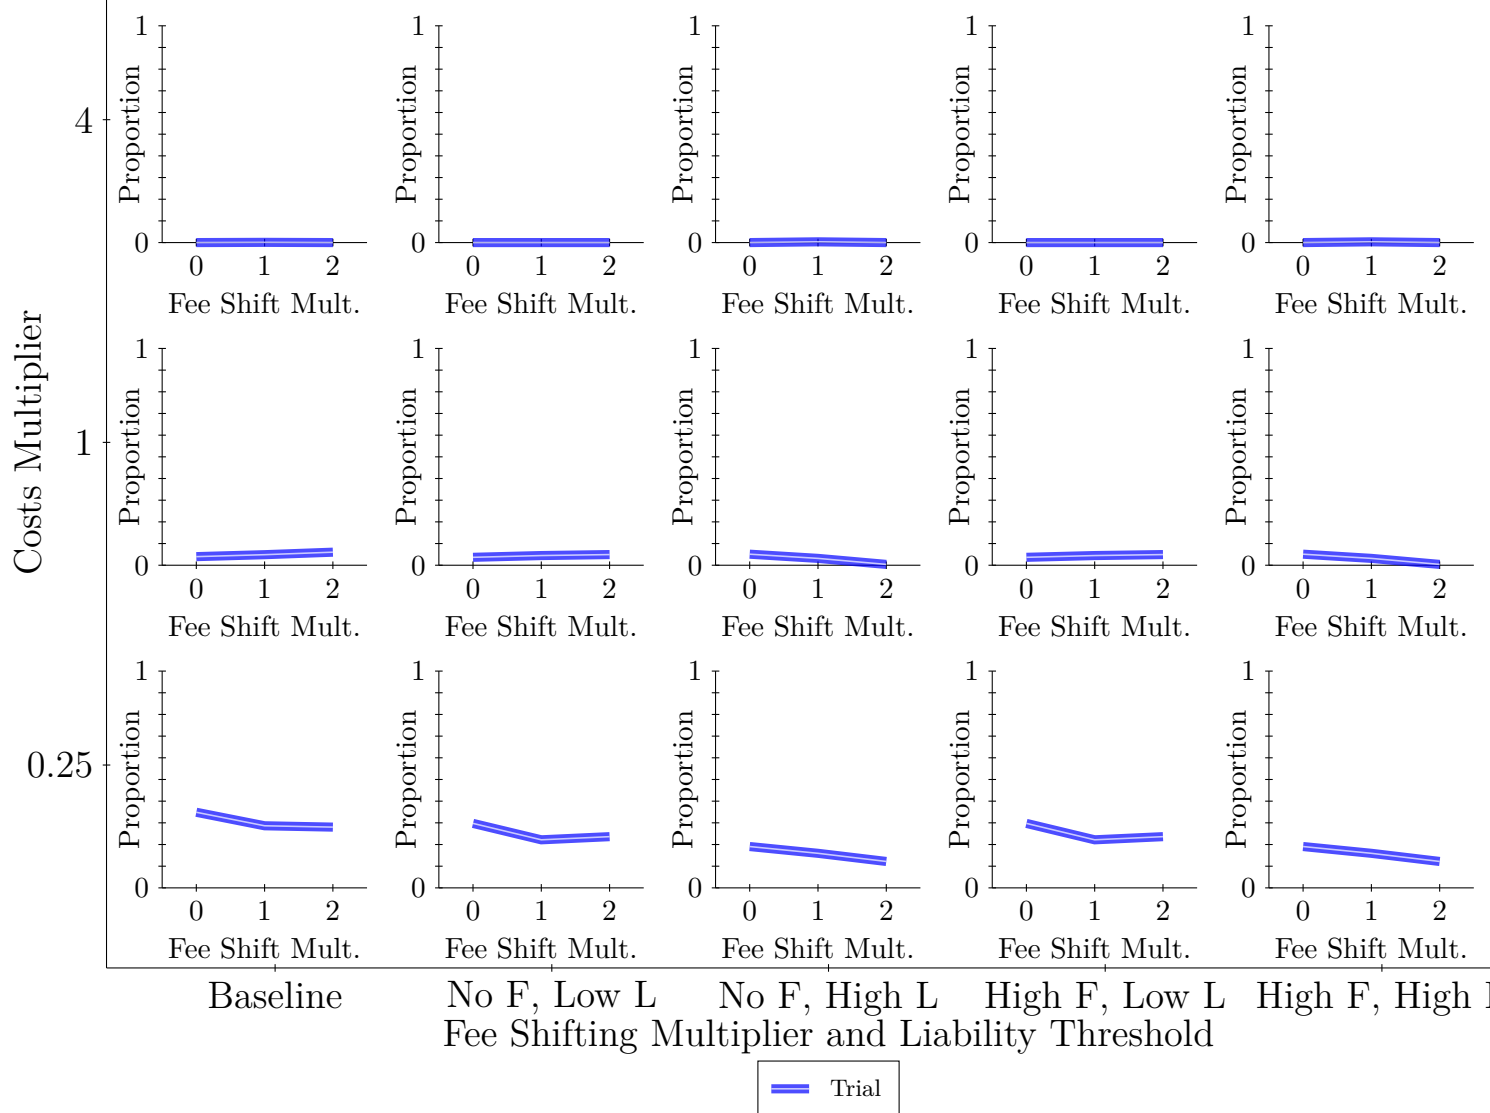 1 1 1 1 1
Proportion Proportion Proportion Proportion Proportion
4
0 0 0 0 0
0 1 2 0 1 2 0 1 2 0 1 2 0 1 2
Fee Shift Mult. Fee Shift Mult. Fee Shift Mult. Fee Shift Mult. Fee Shift Mult.
Costs Multiplier
1 1 1 1 1
Proportion Proportion Proportion Proportion Proportion
1
0 0 0 0 0
0 1 2 0 1 2 0 1 2 0 1 2 0 1 2
Fee Shift Mult. Fee Shift Mult. Fee Shift Mult. Fee Shift Mult. Fee Shift Mult.
1 1 1 1 1
Proportion Proportion Proportion Proportion Proportion
0.25
0 0 0 0 0
0 1 2 0 1 2 0 1 2 0 1 2 0 1 2
Fee Shift Mult. Fee Shift Mult. Fee Shift Mult. Fee Shift Mult. Fee Shift Mult.
Baseline No F, Low L No F, High L High F, Low L High F, High
Fee Shifting Multiplier and Liability Threshold
Trial